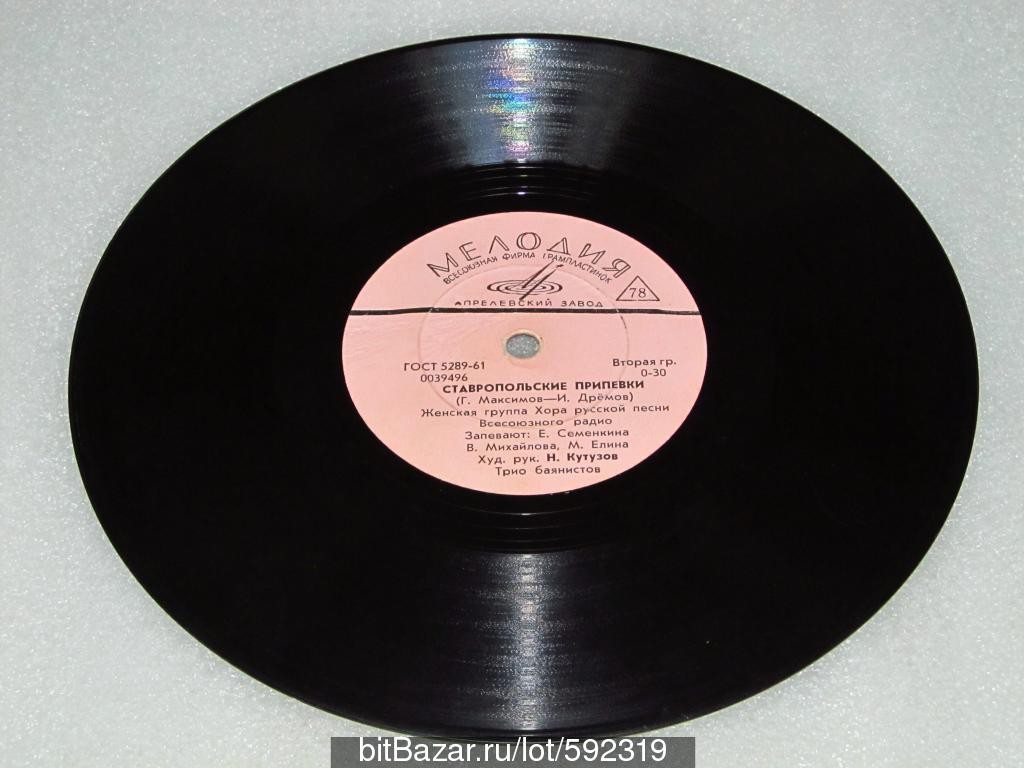 МЕЛОДИЯ
ВСЕСОЮЗНАЯ ФИРМА ГРАМПЛАСТИНОК
78
АПРЕЛЕВСКИЙ ЗАВОД
ГОСТ 5289-61
Вторая гр.
0039496
0-30
СТАВРОПОЛЬСКИЕ ПРИПЕВКИ
(Г. Максимов—И. Дрёмов)
Женская группа Хора русской песни
Всесоюзного радио
Запевают: Е. Семенкина
В. Михайлова, М. Елина
Худ. рук. Н. Кутузов
Трио баянистов
bitBazar.ru/lot/592319